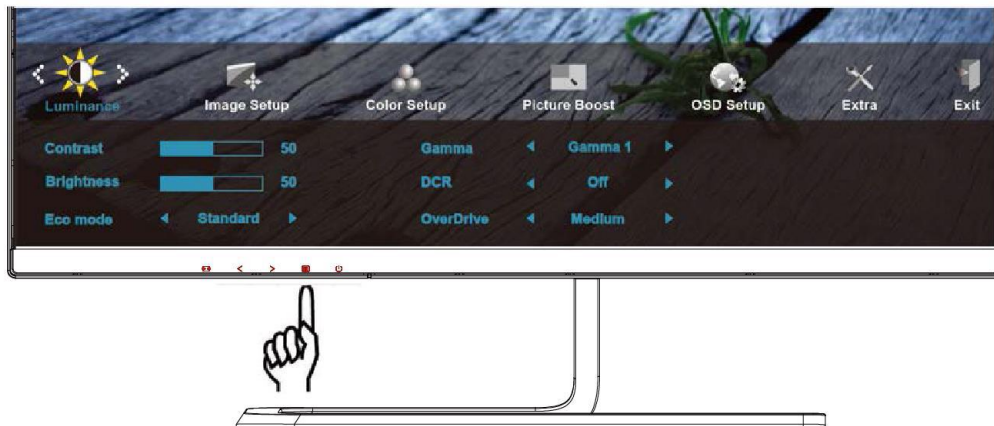 Luminance Image Setup Color Setup Picture Boost OSD Setup Extra Exit
Contrast 50 Gamma Gamma 1
Brightness 50 DCR Off
Eco mode Standard OverDrive Medium